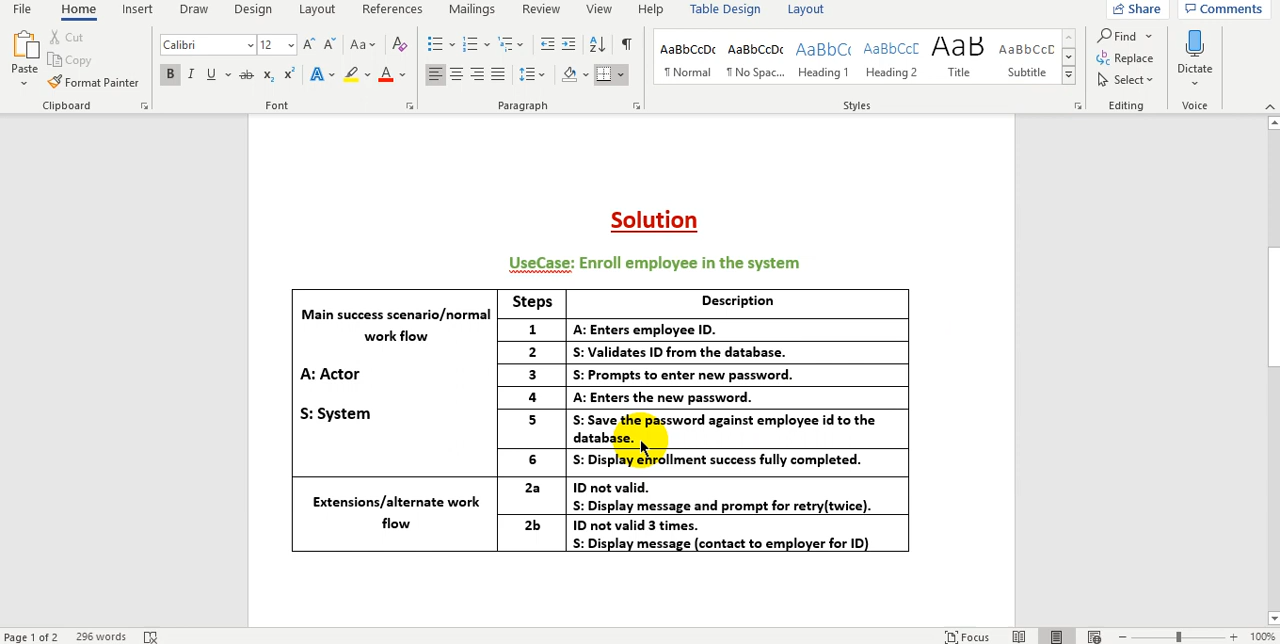 File Home Insert Draw Design Layout References Mailings Review View Help Table Design Layout Share Comments
Paste
Cut
Copy
Format Painter
Clipboard
Calibri 12
Font
Paragraph
AaBbCcDc AaBbCcDc AaBbC( AaBbCcE AaB AaBbCcD
¶ Normal ¶ No Spac... Heading 1 Heading 2 Title Subtitle
Styles
Find
Replace
Select
Editing
Dictate
Voice
Solution
UseCase: Enroll employee in the system
Main success scenario/normal
work flow
A: Actor
S: System
Steps Description
1 A: Enters employee ID.
2 S: Validates ID from the database.
3 S: Prompts to enter new password.
4 A: Enters the new password.
5 S: Save the password against employee id to the
database.
6 S: Display enrollment success fully completed.
Extensions/alternate work
flow
2a ID not valid.
S: Display message and prompt for retry(twice).
2b ID not valid 3 times.
S: Display message (contact to employer for ID)
Page 1 of 2 296 words Focus 100%